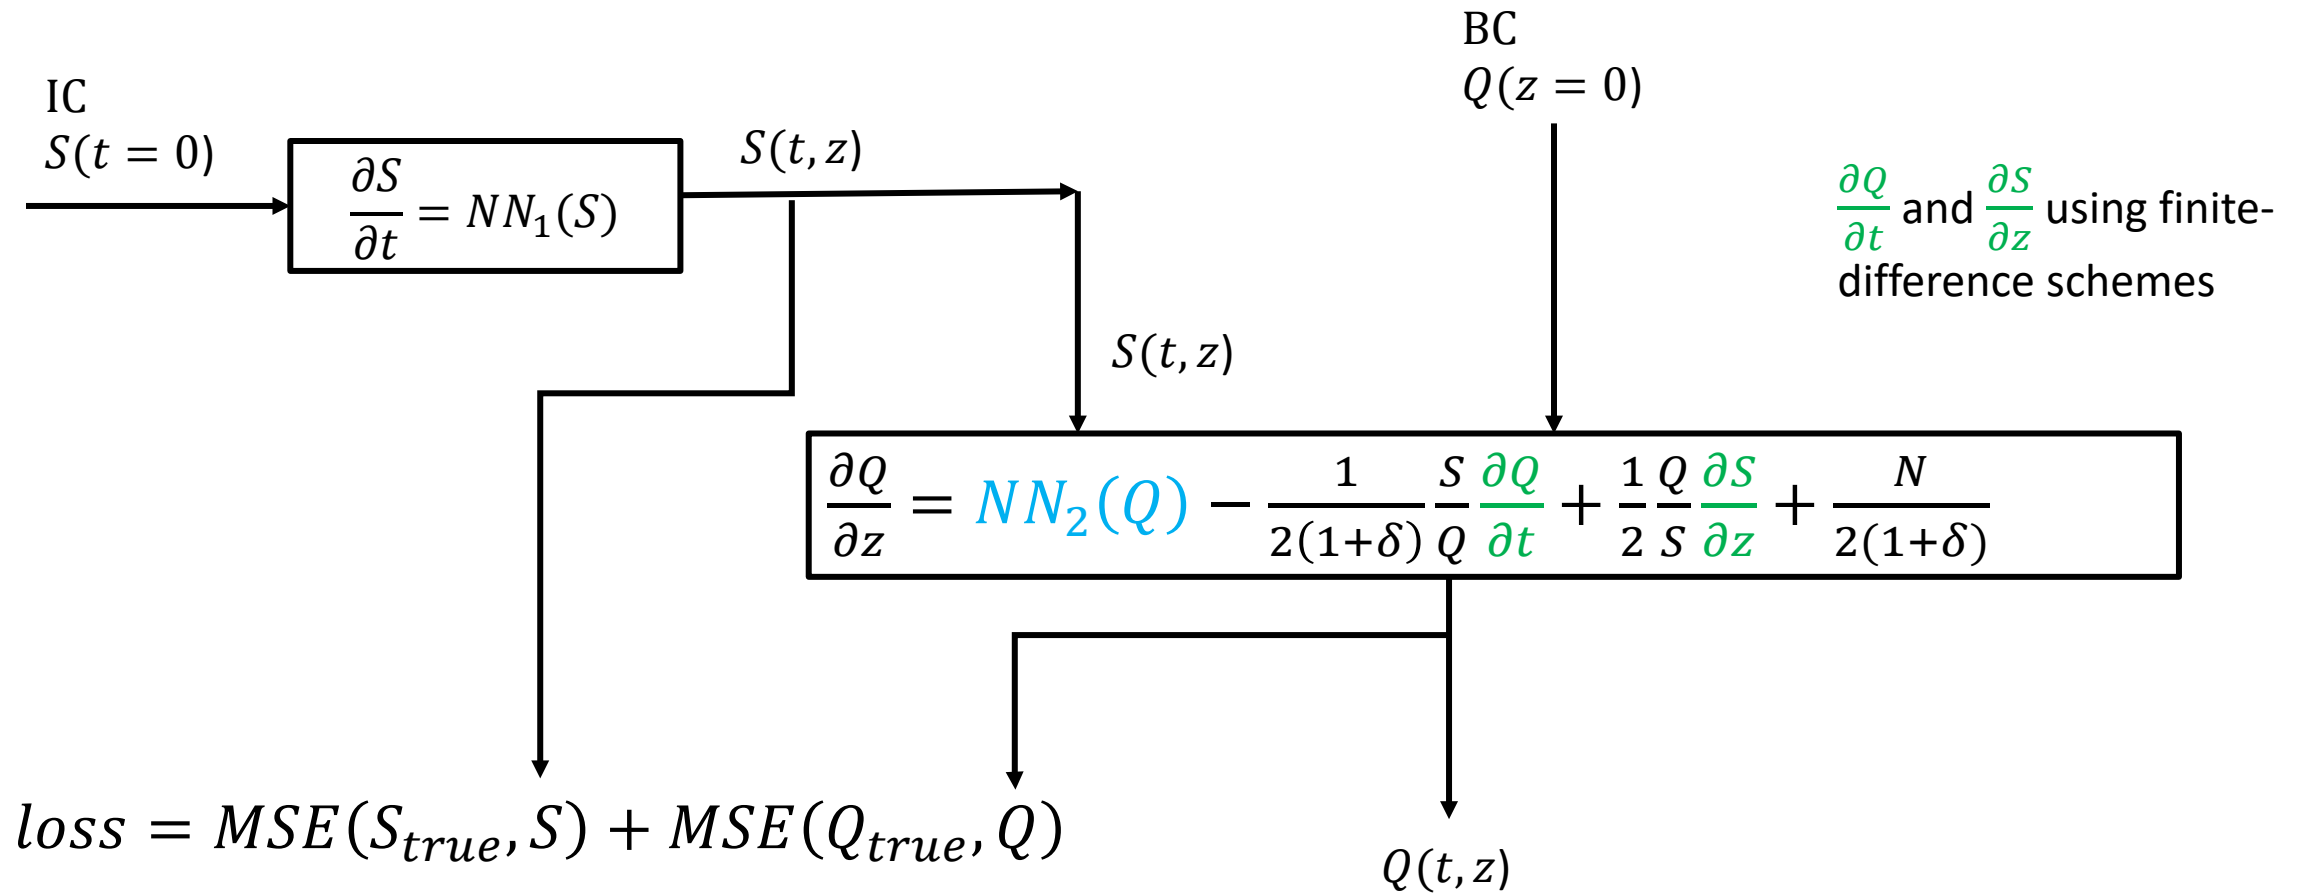 IC
S(t = 0)
∂S/∂t = NN₁(S)
S(t, z)
BC
Q(z = 0)
∂Q/∂t and ∂S/∂z using finite-
difference schemes
S(t, z)
∂Q/∂z = NN₂(Q) − 1/2(1+δ) S/Q ∂Q/∂t + 1/2 Q/S ∂S/∂z + N/2(1+δ)
loss = MSE(S_true, S) + MSE(Q_true, Q)
Q(t, z)